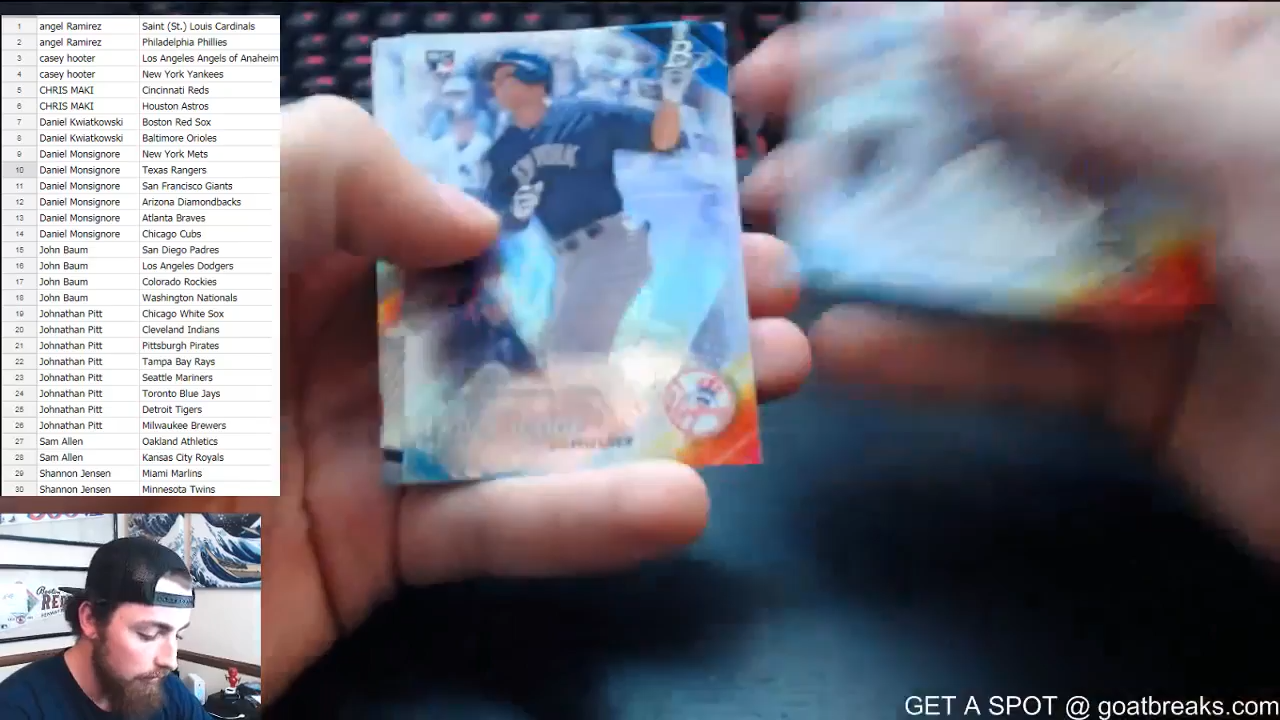 1 angel Ramirez Saint (St.) Louis Cardinals
2 angel Ramirez Philadelphia Phillies
3 casey hooter Los Angeles Angels of Anaheim
4 casey hooter New York Yankees
5 CHRIS MAKI Cincinati Reds
6 CHRIS MAKI Houston Astros
7 Daniel Kwiatkowski Boston Red Sox
8 Daniel Kwiatkowski Baltimore Orioles
9 Daniel Monsignore New York Mets
10 Daniel Monsignore Texas Rangers
11 Daniel Monsignore San Francisco Giants
12 Daniel Monsignore Arizona Diamondbacks
13 Daniel Monsignore Atlanta Braves
14 Daniel Monsignore Chicago Cubs
15 John Baum San Diego Padres
16 John Baum Los Angeles Dodgers
17 John Baum Colorado Rockies
18 John Baum Washington Nationals
19 Johnathan Pitt Chicago White Sox
20 Johnathan Pitt Cleveland Indians
21 Johnathan Pitt Pittsburgh Pirates
22 Johnathan Pitt Tampa Bay Rays
23 Johnathan Pitt Seattle Mariners
24 Johnathan Pitt Toronto Blue Jays
25 Johnathan Pitt Detroit Tigers
26 Johnathan Pitt Milwaukee Brewers
27 Sam Allen Oakland Athletics
28 Sam Allen Kansas City Royals
29 Shannon Jensen Miami Marlins
30 Shannon Jensen Minnesota Twins
B
RC
NEW YORK
Boston
RED
GET A SPOT @ goatbreaks.com